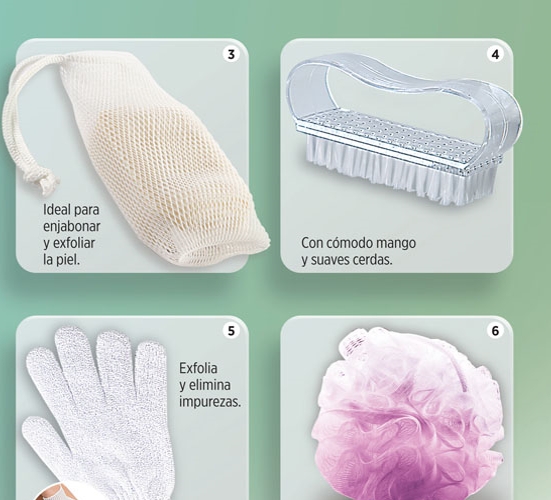 3
Ideal para
enjabonar
y exfoliar
la piel.
4
Con cómodo mango
y suaves cerdas.
5
Exfolia
y elimina
impurezas.
6